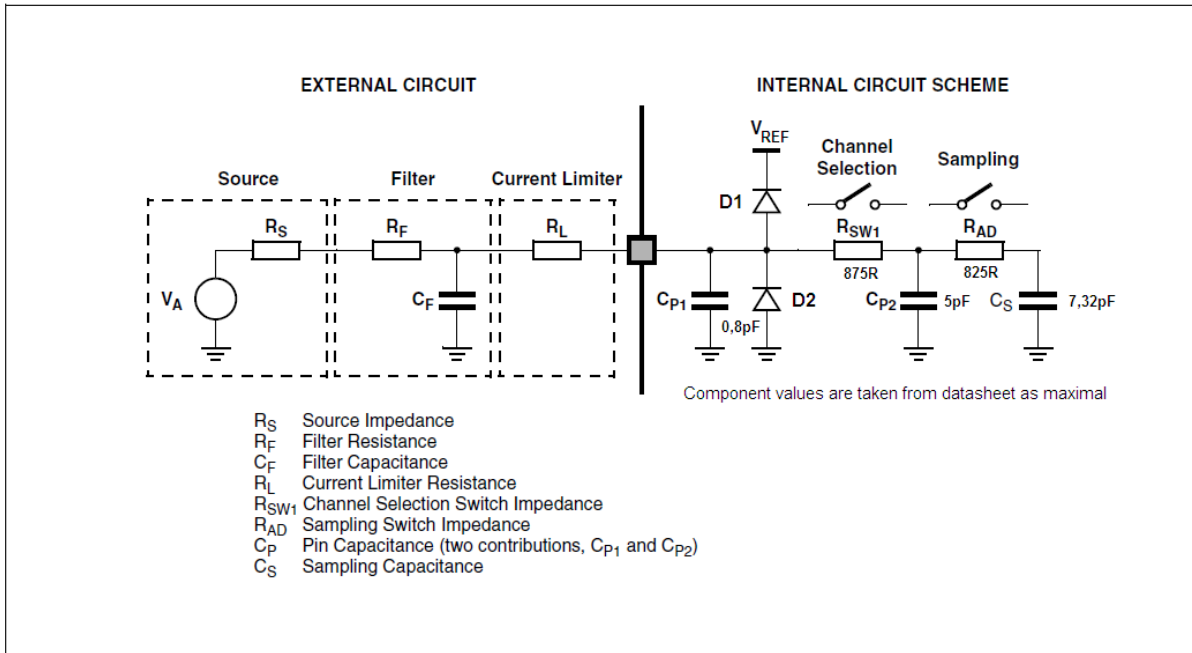 EXTERNAL CIRCUIT
INTERNAL CIRCUIT SCHEME
VREF
Channel
Selection
Sampling
Source
Filter
Current Limiter
D1
RS
RF
RL
RSW1
RAD
875R
825R
VA
CF
CP1
D2
CP2
5pF
CS
7,32pF
0,8pF
Component values are taken from datasheet as maximal
RS Source Impedance
RF Filter Resistance
CF Filter Capacitance
RL Current Limiter Resistance
RSW1 Channel Selection Switch Impedance
RAD Sampling Switch Impedance
CP Pin Capacitance (two contributions, CP1 and CP2)
CS Sampling Capacitance